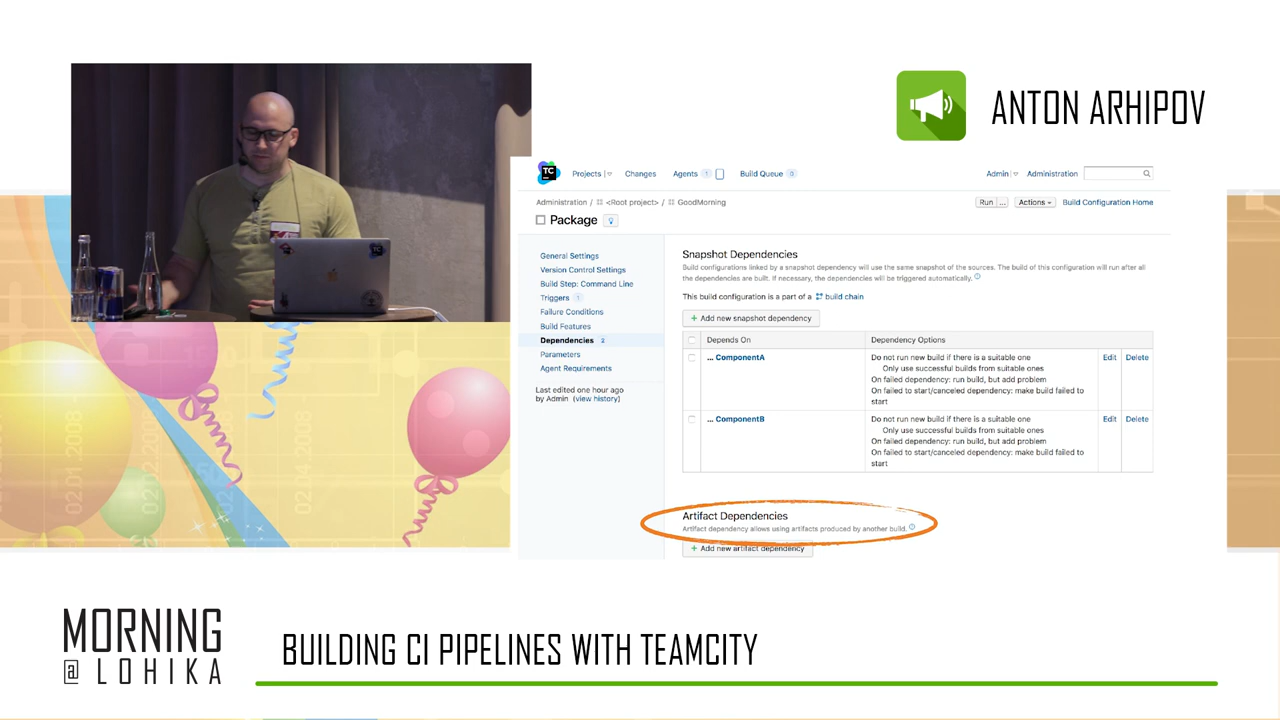 ANTON ARHIPOV
TC
Projects
Changes
Agents 1
Build Queue 0
Admin
Administration
Administration / <Root project> / GoodMorning
Run ...
Actions
Build Configuration Home
Package
General Settings
Version Control Settings
Build Step: Command Line
Triggers 1
Failure Conditions
Build Features
Dependencies 2
Parameters
Agent Requirements
Last edited one hour ago
by Admin (view history)
Snapshot Dependencies
Build configurations linked by a snapshot dependency will use the same snapshot of the sources. The build of this configuration will run after all
the dependencies are built. If necessary, the dependencies will be triggered automatically.
This build configuration is a part of a build chain
+ Add new snapshot dependency
Depends On
Dependency Options
... ComponentA
Do not run new build if there is a suitable one
Only use successful builds from suitable ones
On failed dependency: run build, but add problem
On failed to start/canceled dependency: make build failed to
start
Edit
Delete
... ComponentB
Do not run new build if there is a suitable one
Only use successful builds from suitable ones
On failed dependency: run build, but add problem
On failed to start/canceled dependency: make build failed to
start
Edit
Delete
Artifact Dependencies
Artifact dependency allows using artifacts produced by another build.
+ Add new artifact dependency
02.01.2008
02.04.2008
MORNING
@ LOHIKA
BUILDING CI PIPELINES WITH TEAMCITY